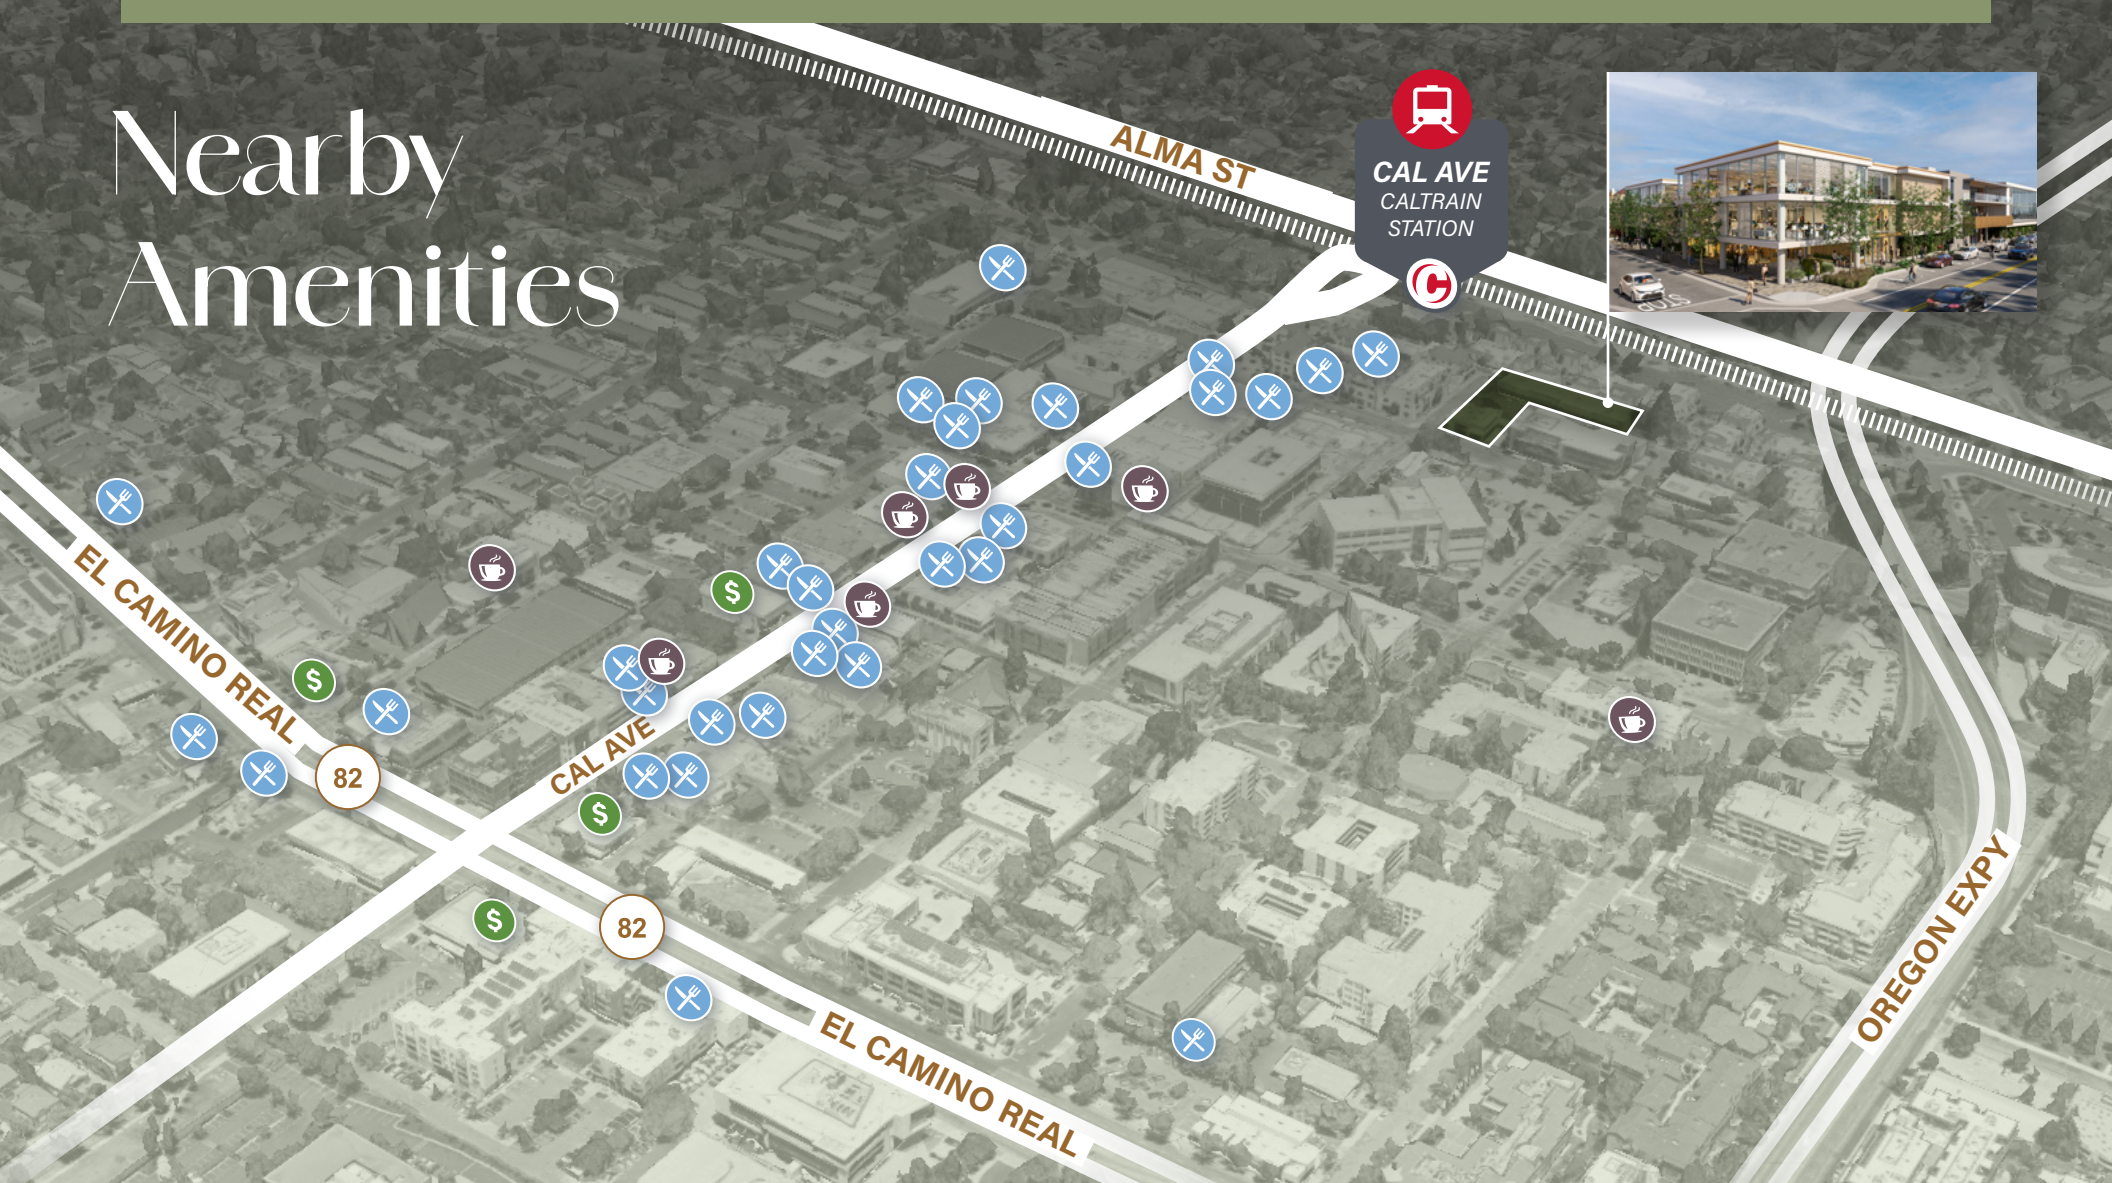 Nearby
Amenities
ALMA ST
CAL AVE
CALTRAIN
STATION
C
EL CAMINO REAL
82
CAL AVE
$
$
$
$
82
EL CAMINO REAL
OREGON EXPY